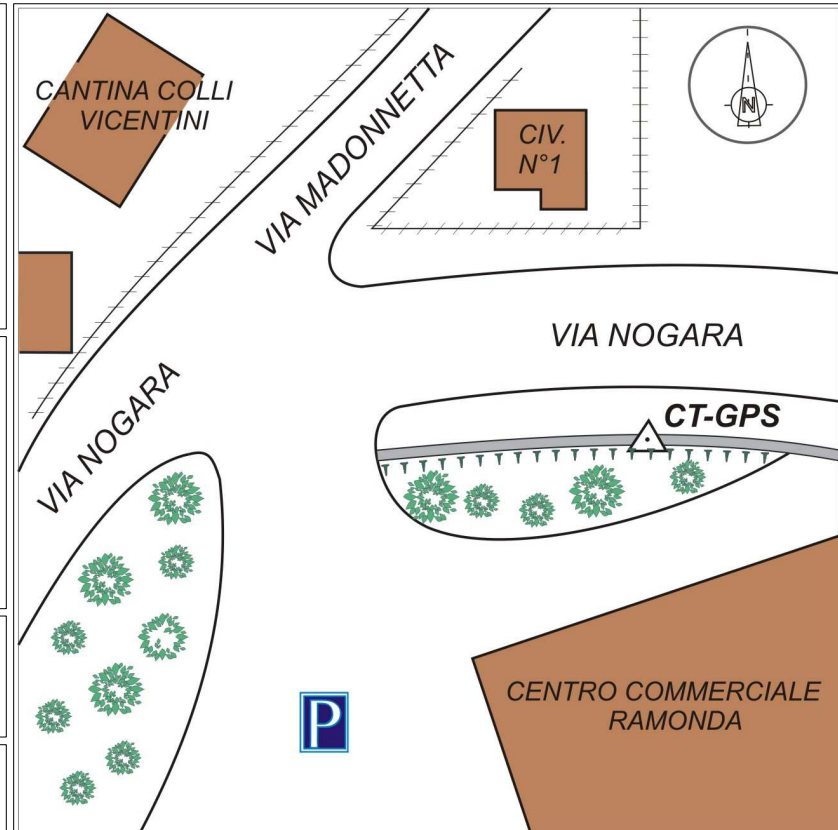 CANTINA COLLI
VICENTINI
VIA MADONNETTA
CIV.
N°1
N
VIA NOGARA
CT-GPS
VIA NOGARA
P
CENTRO COMMERCIALE
RAMONDA